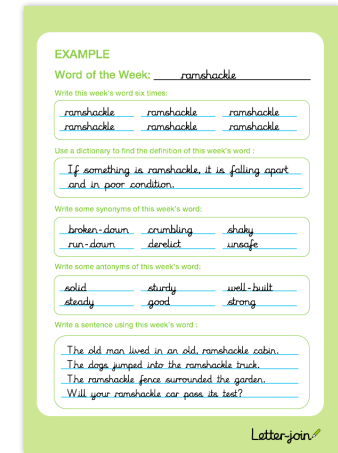 EXAMPLE
Word of the Week: ramshackle
Write this week's word six times:
ramshackle ramshackle ramshackle
ramshackle ramshackle ramshackle
Use a dictionary to find the definition of this week's word :
If something is ramshackle, it is falling apart
and in poor condition.
Write some synonyms of this week's word:
broken-down crumbling shaky
run-down derelict unsafe
Write some antonyms of this week's word:
solid sturdy well-built
steady good strong
Write a sentence using this week's word :
The old man lived in an old, ramshackle cabin.
The dogs jumped into the ramshackle truck.
The ramshackle fence surrounded the garden.
Will your ramshackle car pass its test?
Letter-join